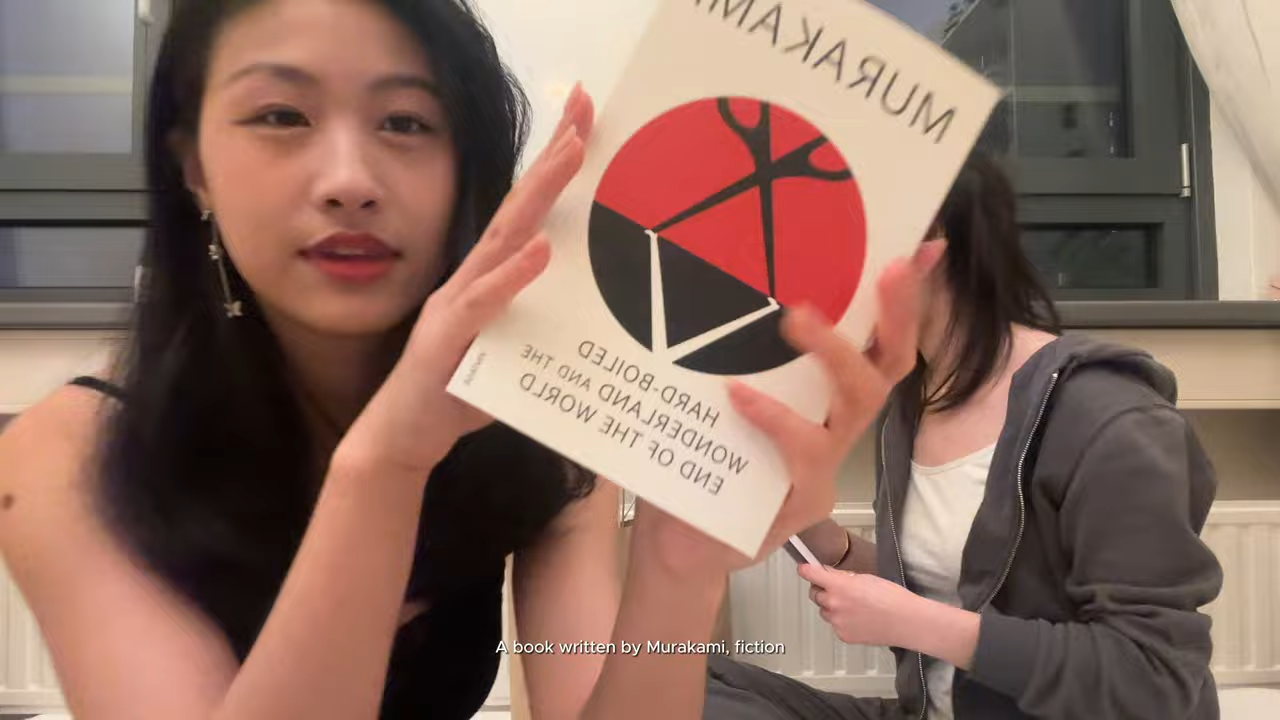 MURAKAMI
HARD-BOILED
WONDERLAND AND THE
END OF THE WORLD
A book written by Murakami, fiction